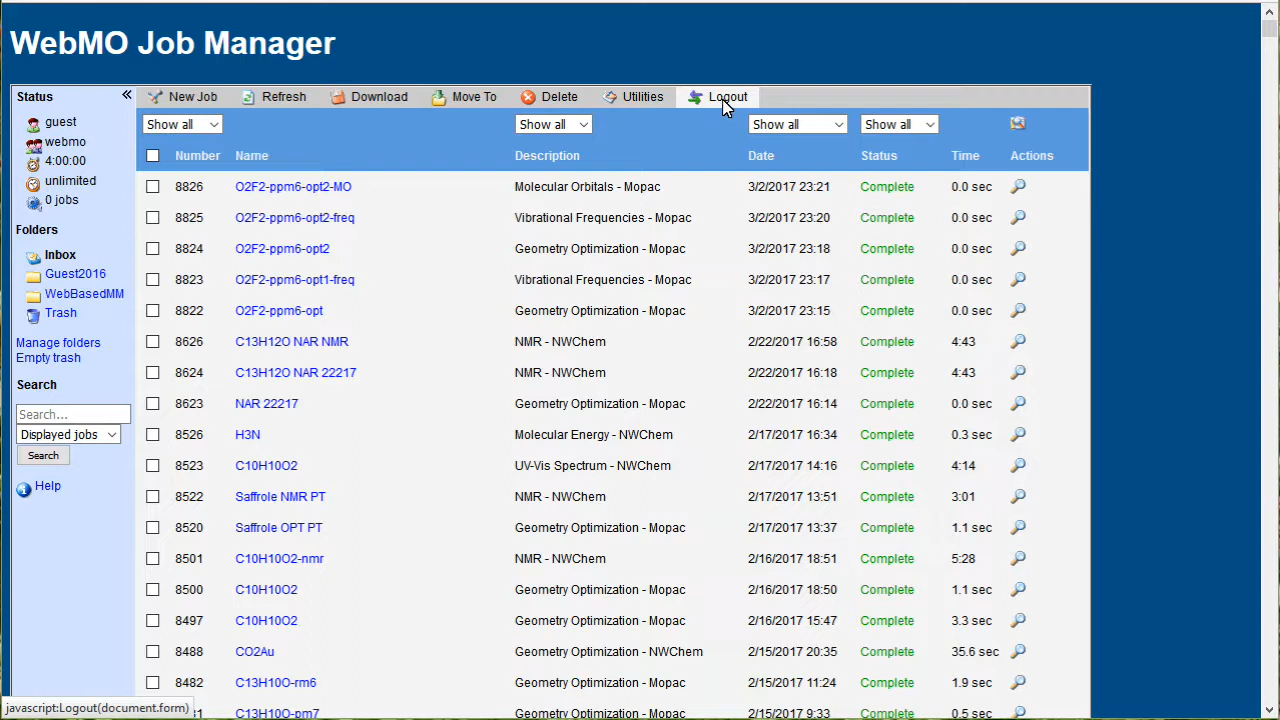 WebMO Job Manager
Status
guest
webmo
4:00:00
unlimited
0 jobs
Folders
Inbox
Guest2016
WebBasedMM
Trash
Manage folders
Empty trash
Search
Search...
Displayed jobs
Search
Help
New Job Refresh Download Move To Delete Utilities Logout
Show all Show all Show all Show all
Number Name Description Date Status Time Actions
8826 O2F2-ppm6-opt2-MO Molecular Orbitals - Mopac 3/2/2017 23:21 Complete 0.0 sec
8825 O2F2-ppm6-opt2-freq Vibrational Frequencies - Mopac 3/2/2017 23:20 Complete 0.0 sec
8824 O2F2-ppm6-opt2 Geometry Optimization - Mopac 3/2/2017 23:18 Complete 0.0 sec
8823 O2F2-ppm6-opt1-freq Vibrational Frequencies - Mopac 3/2/2017 23:17 Complete 0.0 sec
8822 O2F2-ppm6-opt Geometry Optimization - Mopac 3/2/2017 23:15 Complete 0.0 sec
8626 C13H12O NAR NMR NMR - NWChem 2/22/2017 16:58 Complete 4:43
8624 C13H12O NAR 22217 NMR - NWChem 2/22/2017 16:18 Complete 4:43
8623 NAR 22217 Geometry Optimization - Mopac 2/22/2017 16:14 Complete 0.0 sec
8526 H3N Molecular Energy - NWChem 2/17/2017 16:34 Complete 0.3 sec
8523 C10H10O2 UV-Vis Spectrum - NWChem 2/17/2017 14:16 Complete 4:14
8522 Saffrole NMR PT NMR - NWChem 2/17/2017 13:51 Complete 3:01
8520 Saffrole OPT PT Geometry Optimization - Mopac 2/17/2017 13:37 Complete 1.1 sec
8501 C10H10O2-nmr NMR - NWChem 2/16/2017 18:51 Complete 5:28
8500 C10H10O2 Geometry Optimization - Mopac 2/16/2017 18:50 Complete 1.1 sec
8497 C10H10O2 Geometry Optimization - Mopac 2/16/2017 15:47 Complete 3.3 sec
8488 CO2Au Geometry Optimization - NWChem 2/15/2017 20:35 Complete 35.6 sec
8482 C13H10O-rm6 Geometry Optimization - Mopac 2/15/2017 11:24 Complete 1.9 sec
C13H10O-pm7 Geometry Optimization - Mopac 2/15/2017 9:33 Complete 0.5 sec
javascript:Logout(document.form)